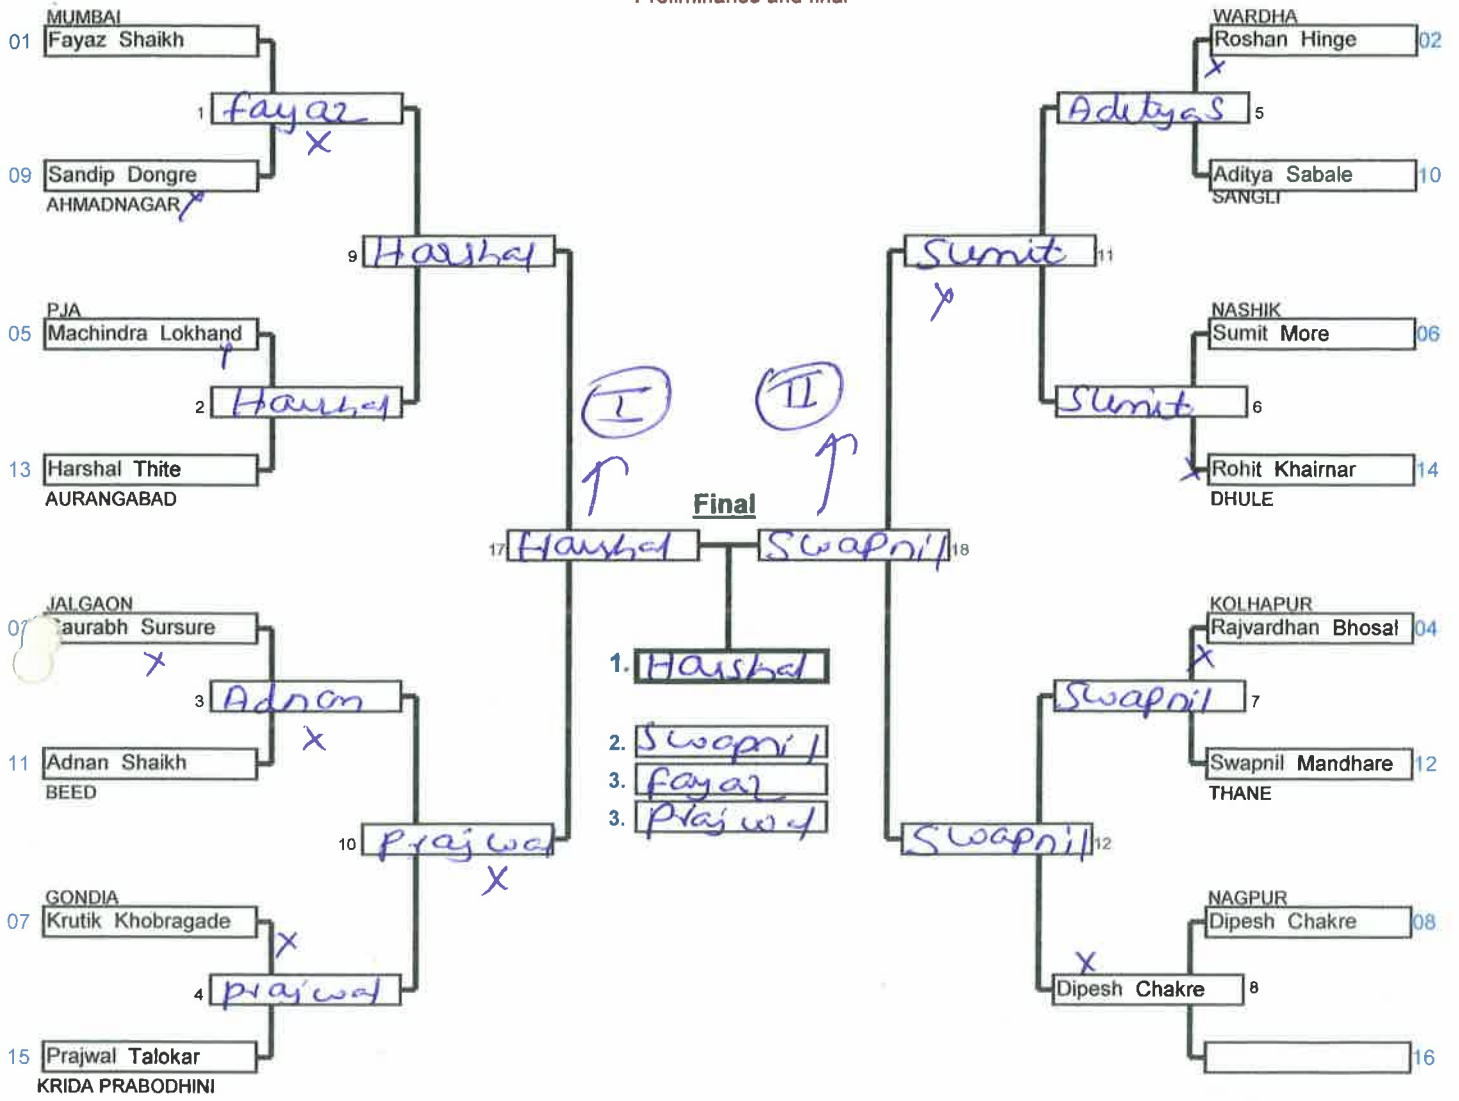 Preliminaries and final
MUMBAI
01 Fayaz Shaikh
1 Fayaz
09 Sandip Dongre
AHMADNAGAR
9 Harshal
PJA
05 Machindra Lokhand
2 Harshal
13 Harshal Thite
AURANGABAD
17 Harshal
JALGAON
aurabh Sursure
3 Adnan
11 Adnan Shaikh
BEED
10 Prajwal
GONDIA
07 Krutik Khobragade
4 prajwal
15 Prajwal Talokar
KRIDA PRABODHINI
I
II
Final
1. Harshal
2. Swapnil
3. Fayaz
3. Prajwal
WARDHA
Roshan Hinge 02
Adityas 5
Aditya Sabale 10
SANGLI
Sumit 11
NASHIK
Sumit More 06
Sumit 6
Rohit Khairnar 14
DHULE
Swapnil 18
KOLHAPUR
Rajvardhan Bhosal 04
Swapnil 7
Swapnil Mandhare 12
THANE
Swapnil 12
NAGPUR
Dipesh Chakre 08
Dipesh Chakre 8
16